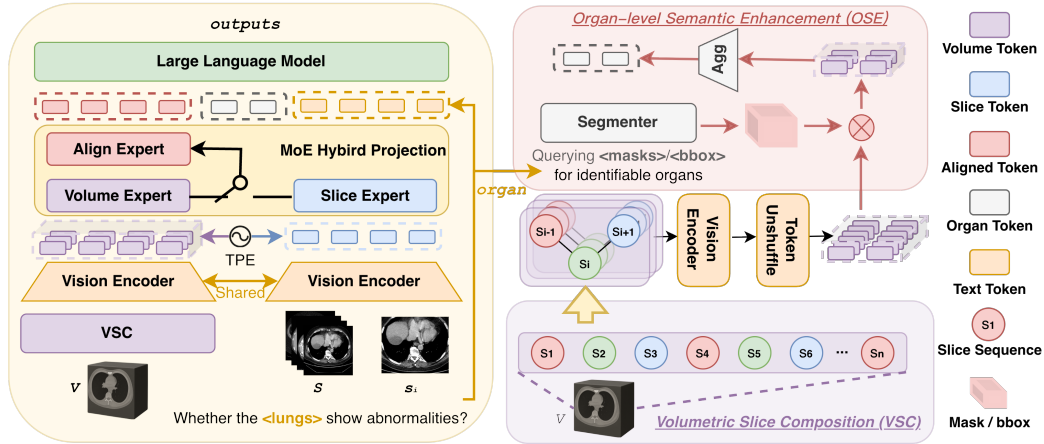 outputs
Large Language Model
Align Expert
MoE Hybird Projection
Volume Expert
Slice Expert
TPE
Vision Encoder
Shared
Vision Encoder
VSC
V
S
si
Whether the <lungs> show abnormalities?
organ
Organ-level Semantic Enhancement (OSE)
Agg
Segmenter
Querying <masks>/<bbox>
for identifiable organs
Si-1
Si+1
Si
Vision
Encoder
Token
Unshuffle
S1
S2
S3
S4
S5
S6
...
Sn
V
Volumetric Slice Composition (VSC)
Volume Token
Slice Token
Aligned Token
Organ Token
Text Token
S1
Slice Sequence
Mask / bbox